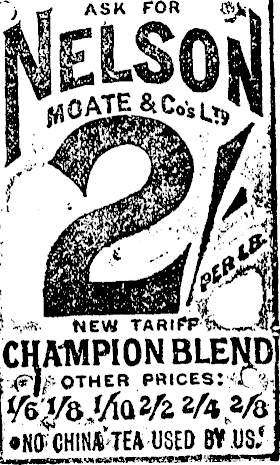 ASK FOR
NELSON
MOATE & Co's LTD
2/-
PER LB.
NEW TARIFF
CHAMPION BLEND
OTHER PRICES:
1/6 1/8 1/10 2/2 2/4 2/8
NO CHINA TEA USED BY US.